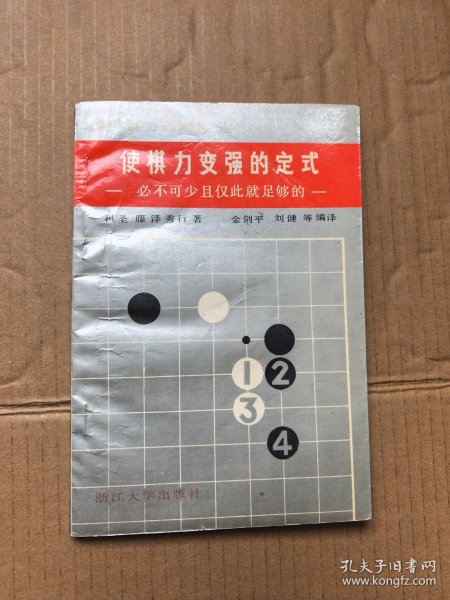 使棋力变强的定式
— 必不可少且仅此就足够的 —
棋圣 藤泽秀行 著 金剑平 刘健 等编译
1 2
3
4
浙江大学出版社
孔夫子旧书网
www.kongfz.com